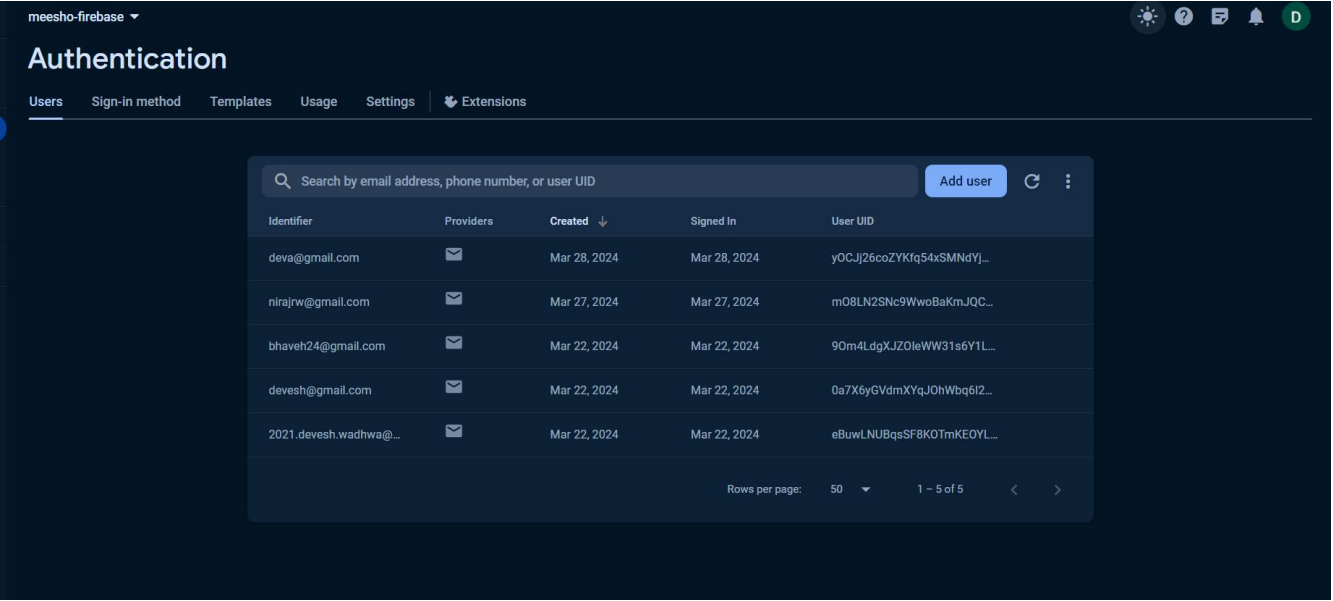 meesho-firebase
D
Authentication
Users Sign-in method Templates Usage Settings Extensions
Search by email address, phone number, or user UID Add user
Identifier Providers Created Signed In User UID
deva@gmail.com Mar 28, 2024 Mar 28, 2024 yOCJj26coZYKfq54xSMNdYj...
nirajrw@gmail.com Mar 27, 2024 Mar 27, 2024 mO8LN2SNc9WwoBaKmJQC...
bhaveh24@gmail.com Mar 22, 2024 Mar 22, 2024 9Om4LdgXJZOIeWW31s6Y1L...
devesh@gmail.com Mar 22, 2024 Mar 22, 2024 0a7X6yGVdmXYqJOhWbq6I2...
2021.devesh.wadhwa@... Mar 22, 2024 Mar 22, 2024 eBuwLNUBqsSF8KOTmKEOYL...
Rows per page: 50 1 – 5 of 5